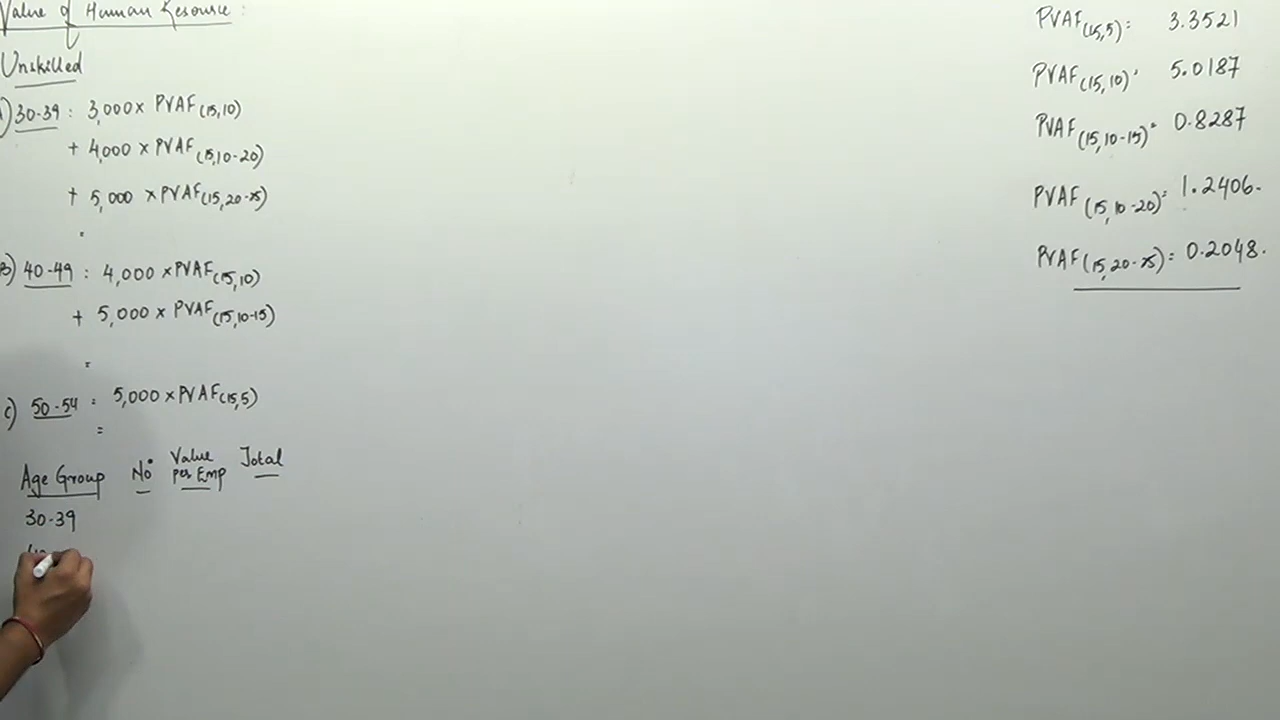 Value of Human Resource :
Unskilled
A) 30-39 : 3,000 x PVAF (15,10)
+ 4,000 x PVAF (15,10-20)
+ 5,000 x PVAF (15,20-25)
=
B) 40-49 : 4,000 x PVAF (15,10)
+ 5,000 x PVAF (15,10-15)
=
C) 50-54 = 5,000 x PVAF (15,5)
=
Age Group No. Value per Emp Total
30-39
PVAF (15,5) = 3.3521
PVAF (15,10) = 5.0187
PVAF (15,10-15) = 0.8287
PVAF (15,10-20) = 1.2406.
PVAF (15,20-25) = 0.2048.